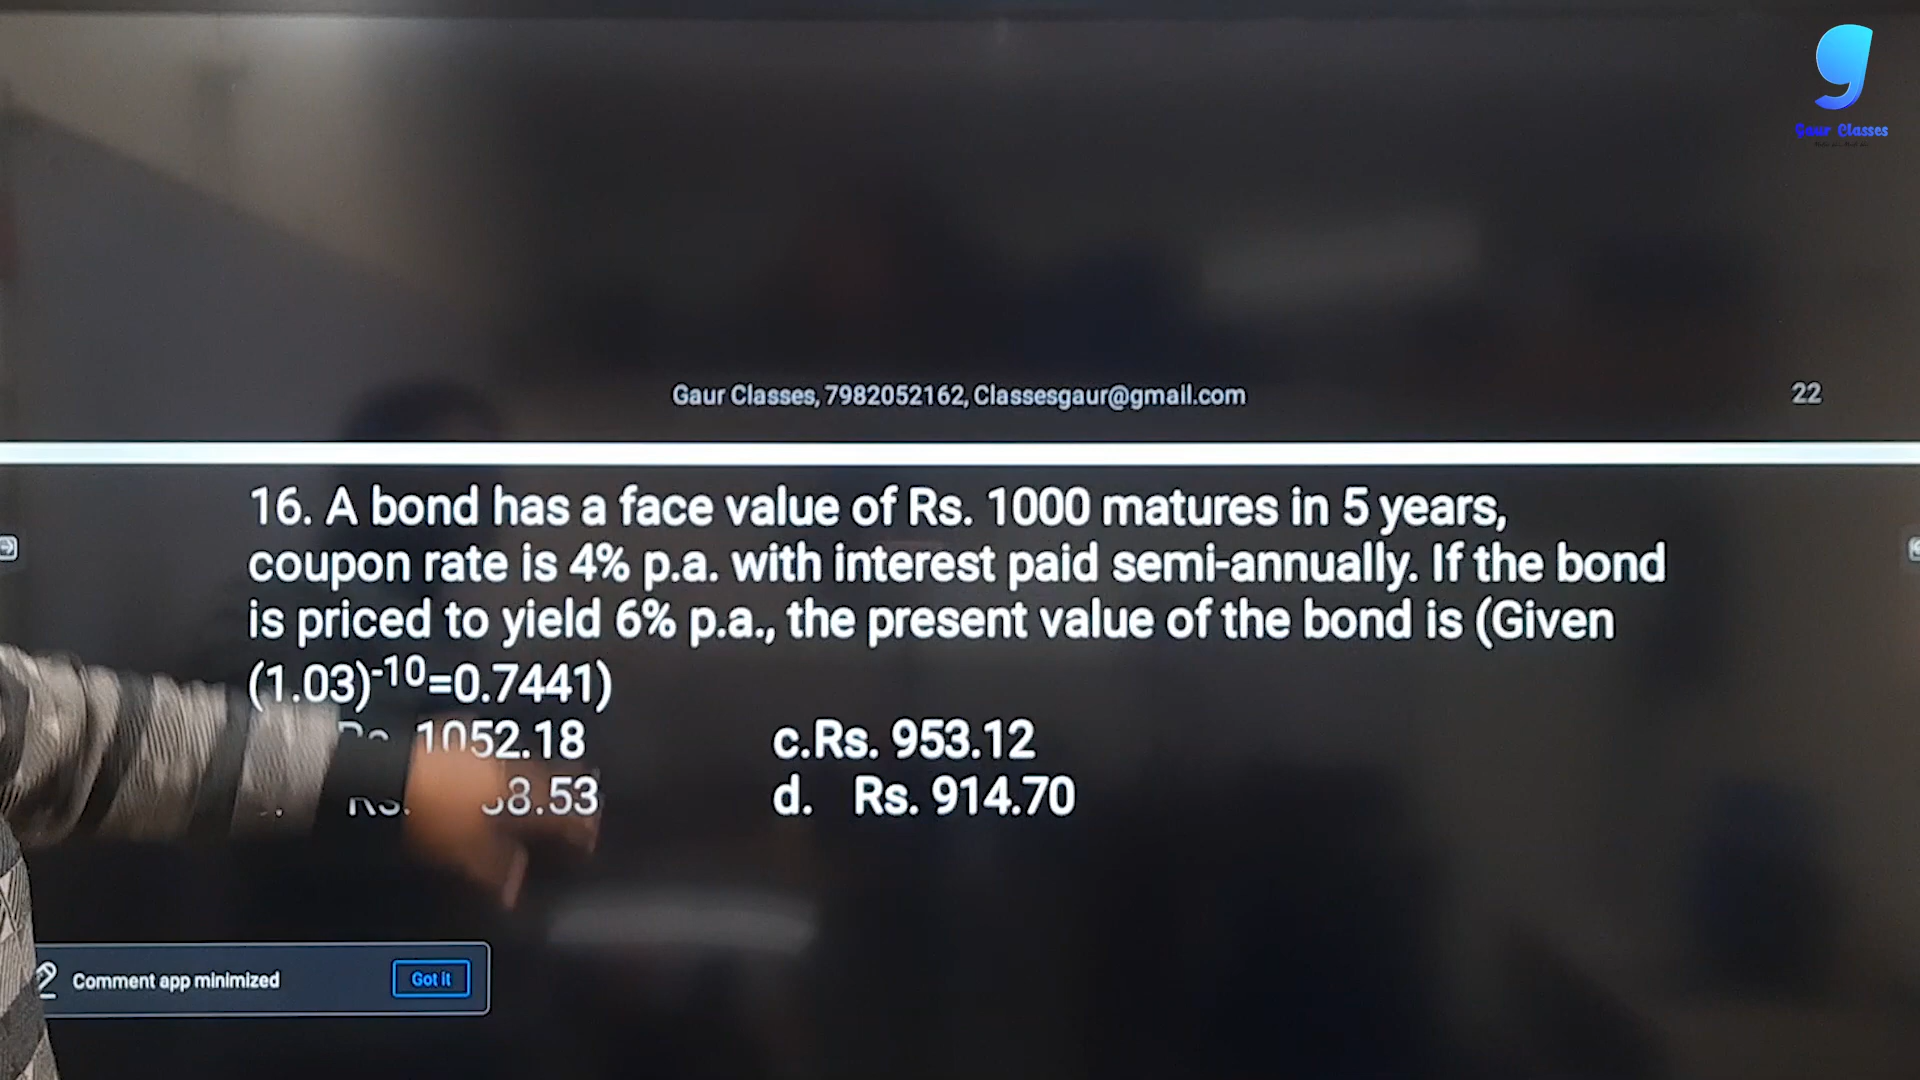 Gaur Classes
Gaur Classes, 7982052162, Classesgaur@gmail.com
22
16. A bond has a face value of Rs. 1000 matures in 5 years,
coupon rate is 4% p.a. with interest paid semi-annually. If the bond
is priced to yield 6% p.a., the present value of the bond is (Given
(1.03)⁻¹⁰=0.7441)
1052.18 c.Rs. 953.12
Rs. 8.53 d. Rs. 914.70
Comment app minimized Got it